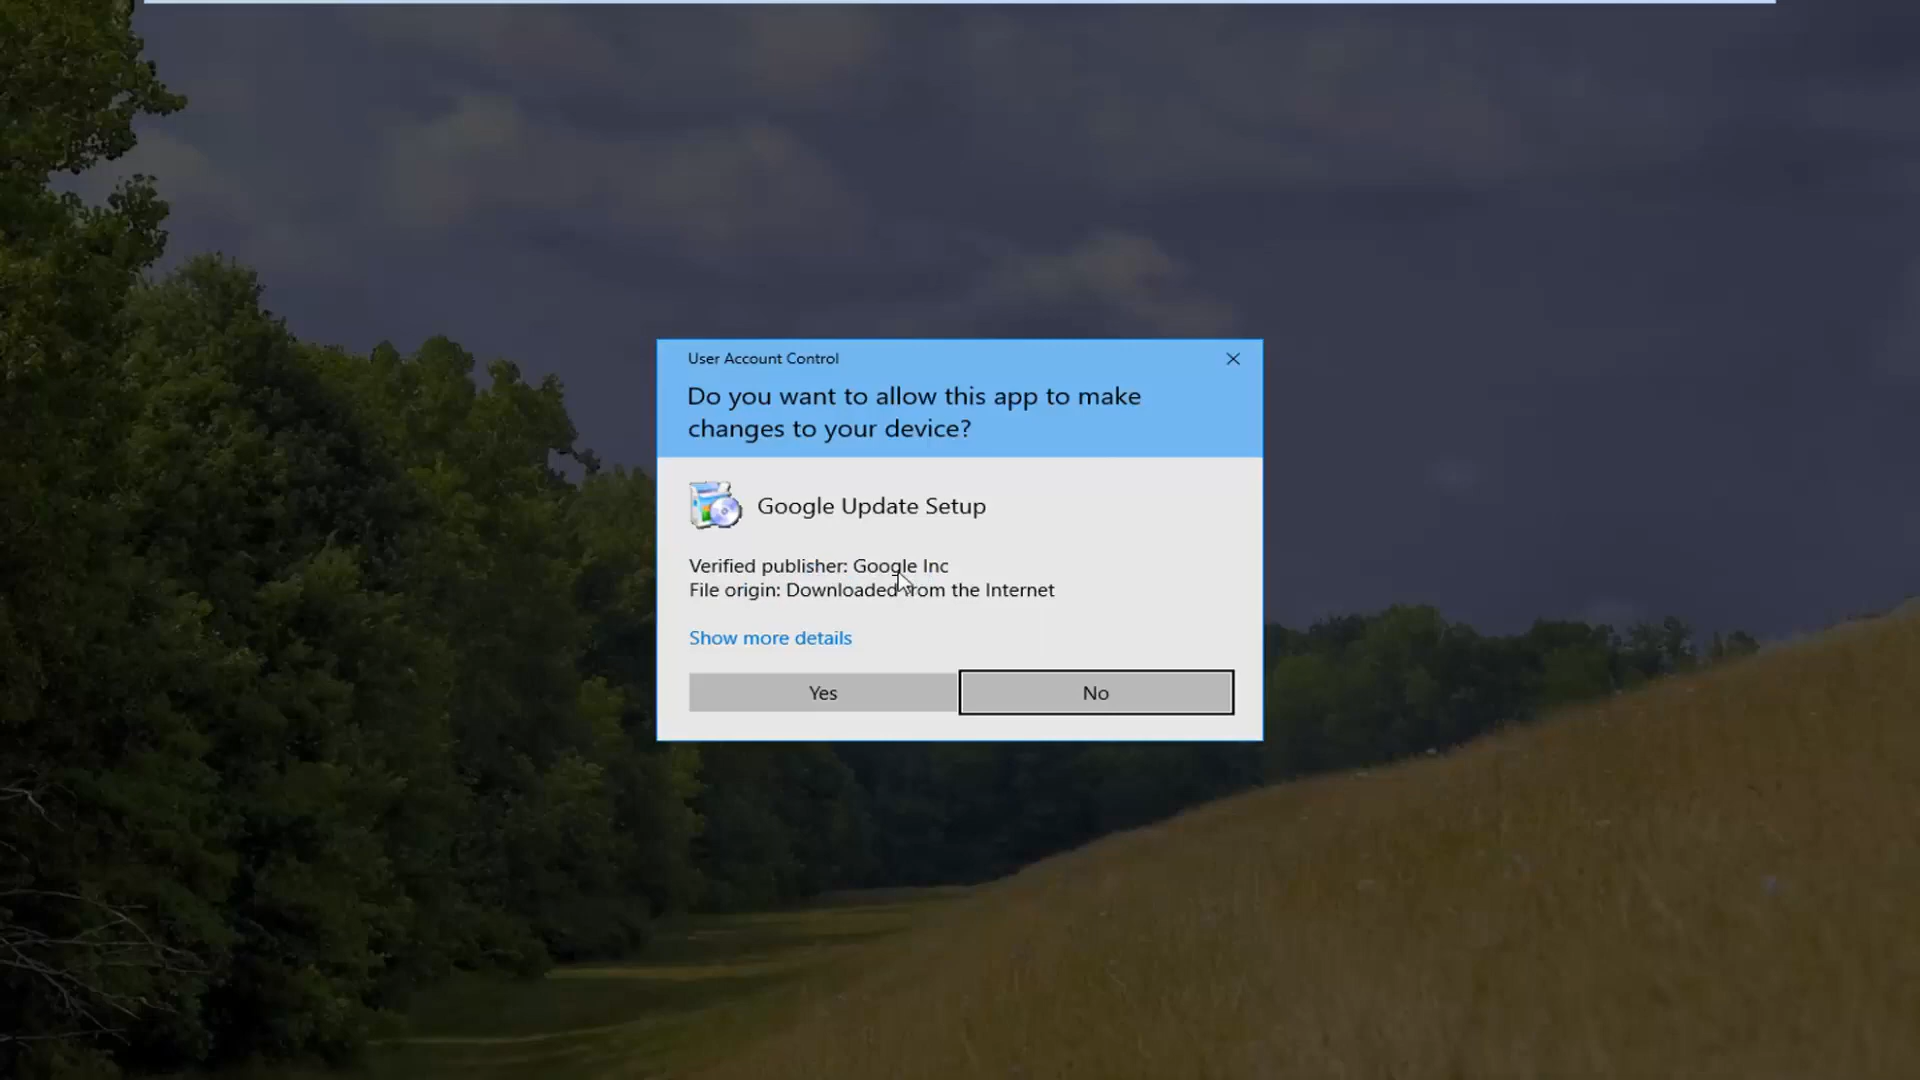 User Account Control
Do you want to allow this app to make
changes to your device?
Google Update Setup
Verified publisher: Google Inc
File origin: Downloaded from the Internet
Show more details
Yes
No